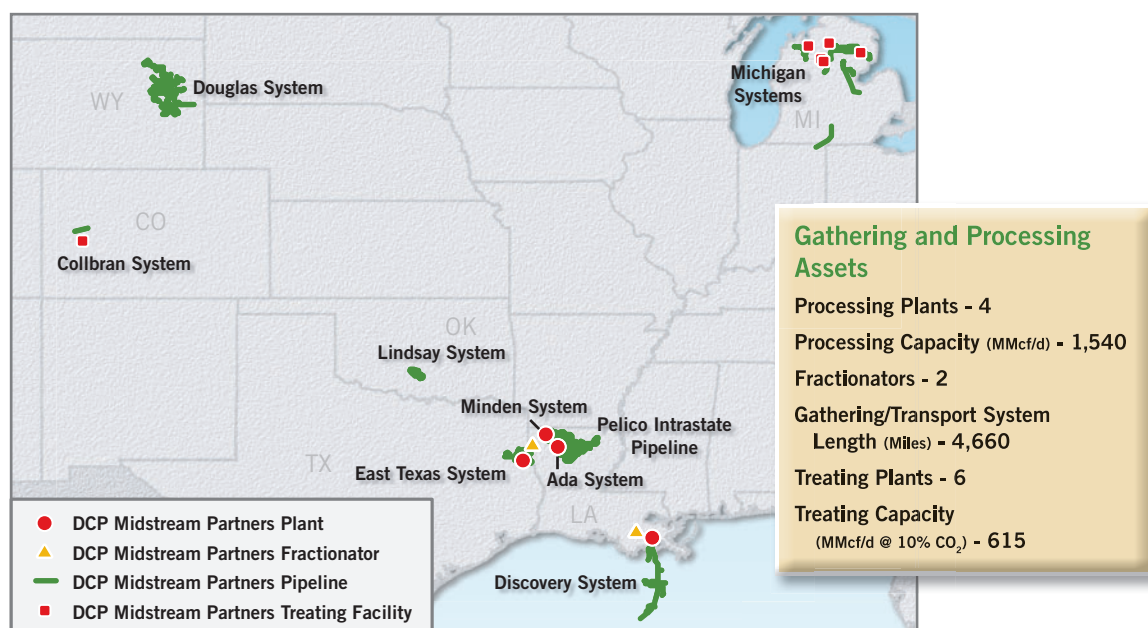 WY
Douglas System
Michigan
Systems
MI
CO
Collbran System
OK
Lindsay System
Minden System
Pelico Intrastate
Pipeline
TX
East Texas System
Ada System
LA
Discovery System
DCP Midstream Partners Plant
DCP Midstream Partners Fractionator
DCP Midstream Partners Pipeline
DCP Midstream Partners Treating Facility
Gathering and Processing
Assets
Processing Plants - 4
Processing Capacity (MMcf/d) - 1,540
Fractionators - 2
Gathering/Transport System
Length (Miles) - 4,660
Treating Plants - 6
Treating Capacity
(MMcf/d @ 10% CO₂) - 615